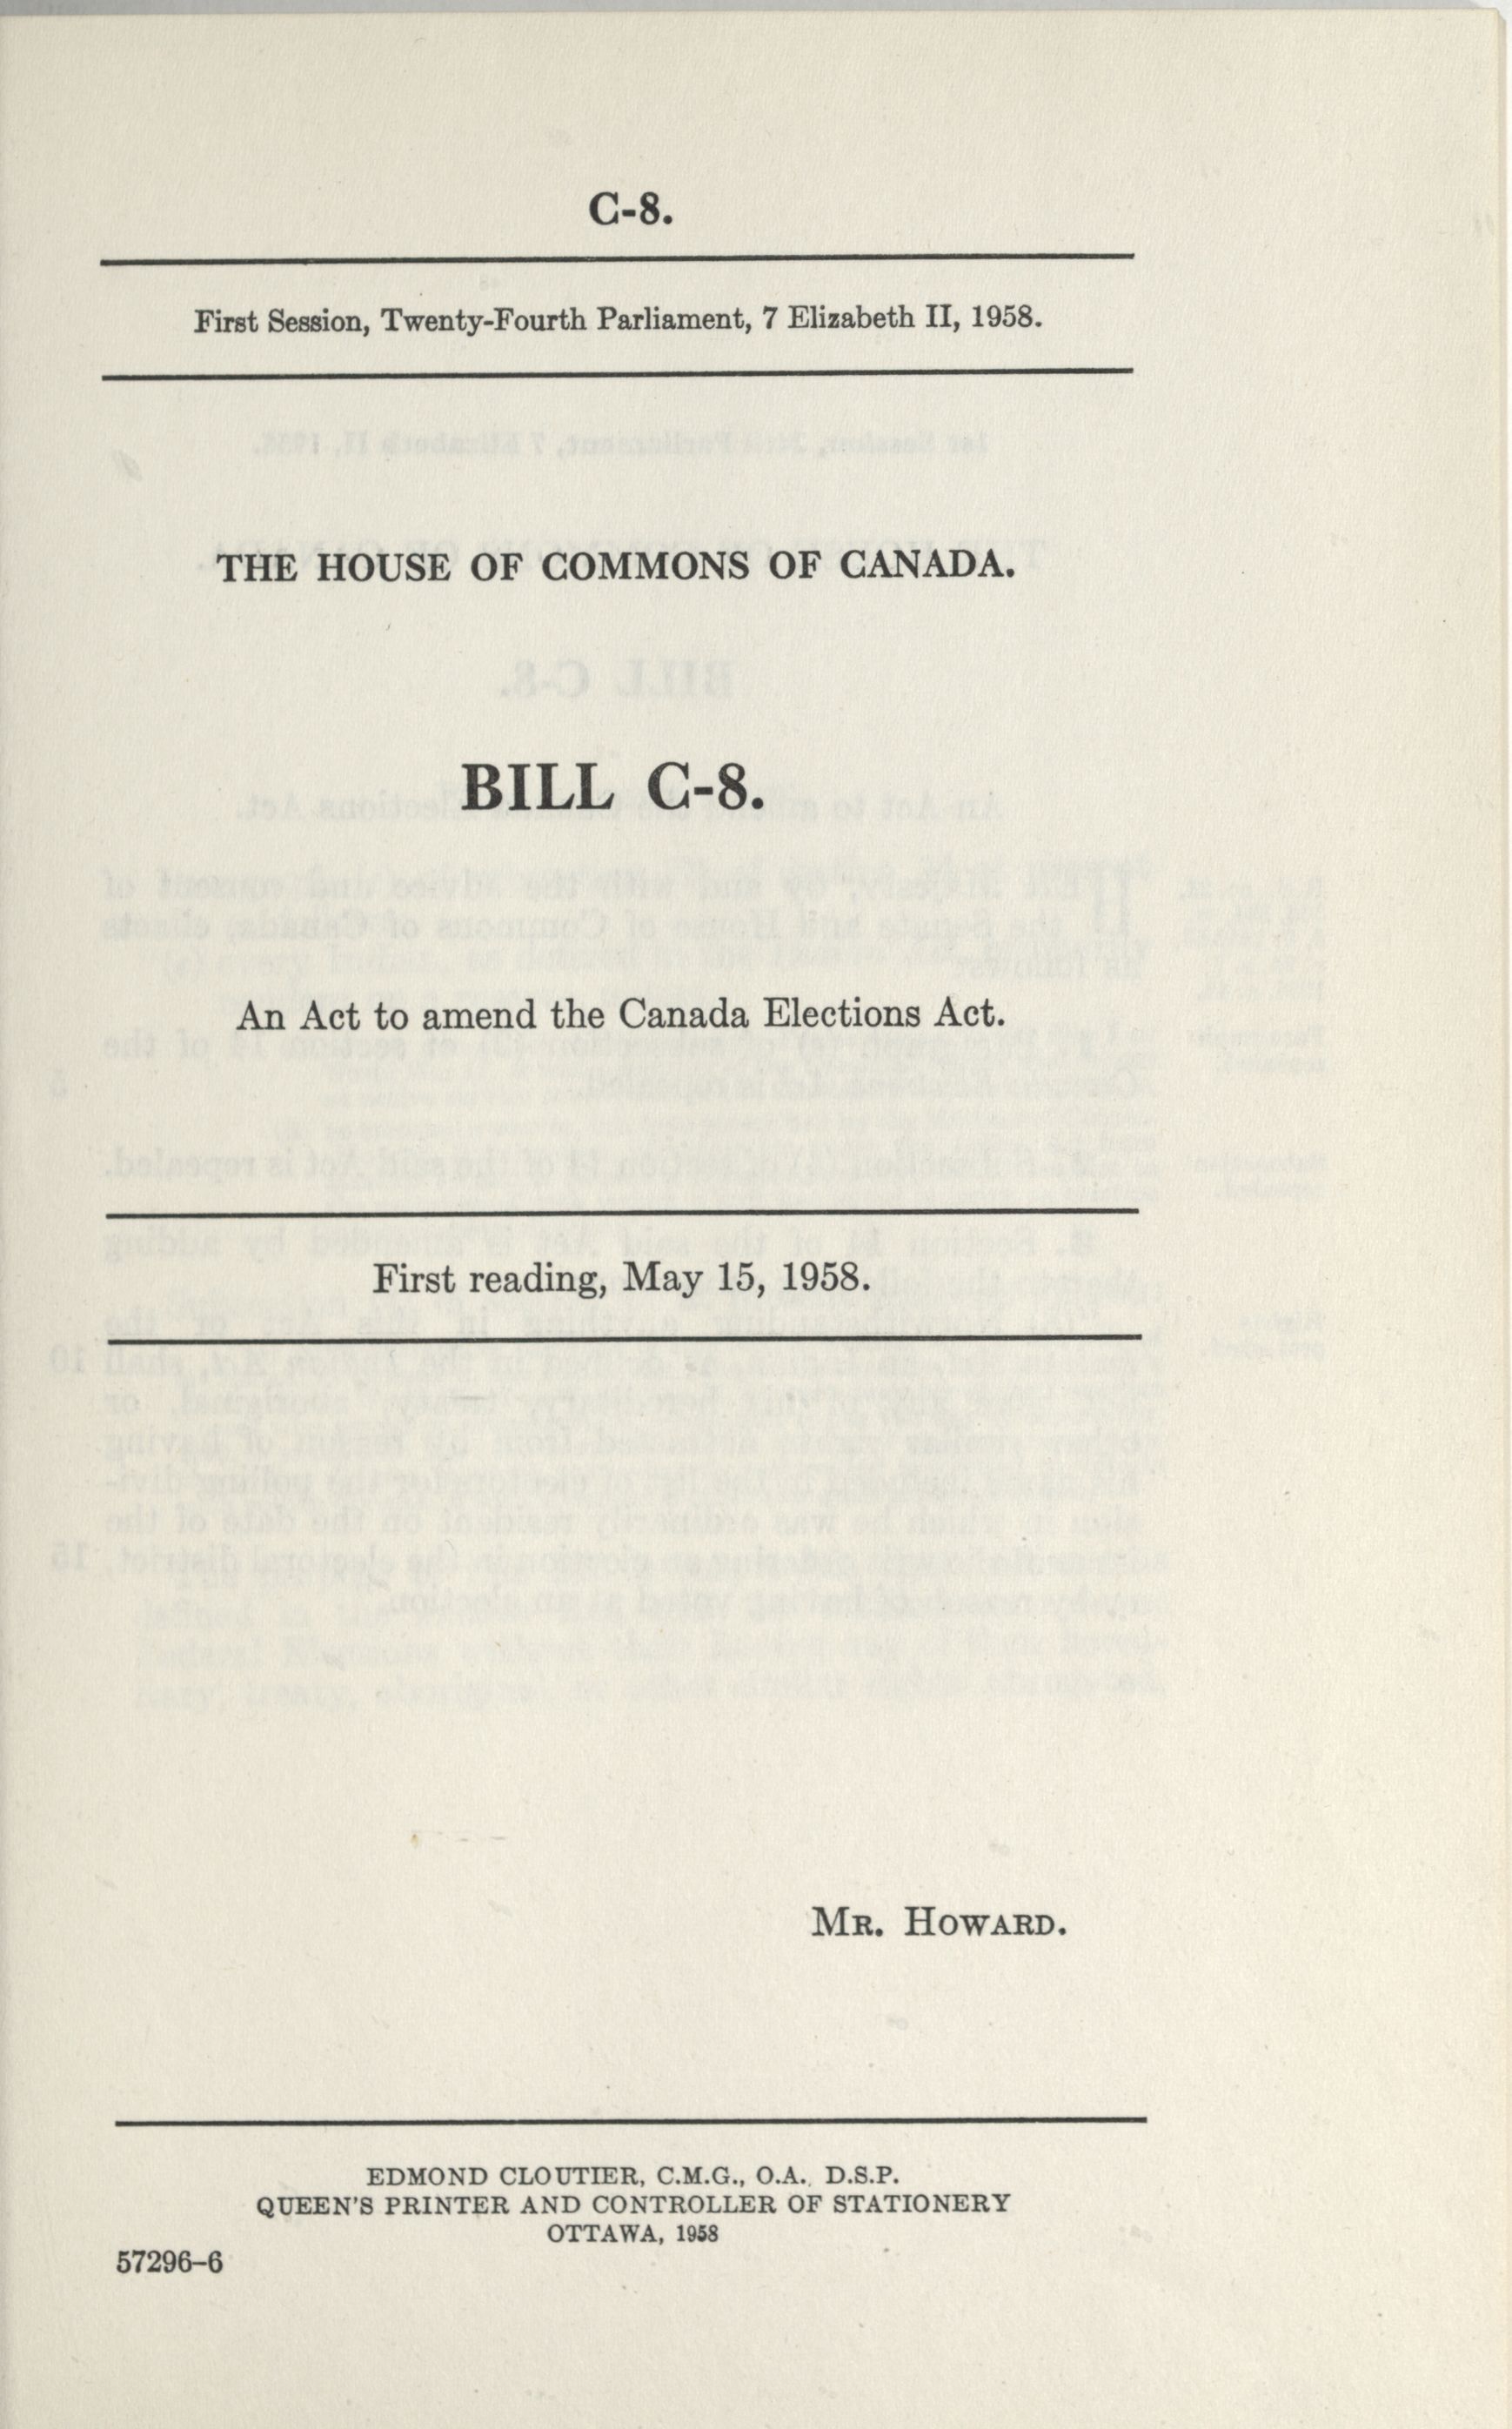 C-8.
First Session, Twenty-Fourth Parliament, 7 Elizabeth II, 1958.
THE HOUSE OF COMMONS OF CANADA.
BILL C-8.
An Act to amend the Canada Elections Act.
First reading, May 15, 1958.
MR. HOWARD.
EDMOND CLOUTIER, C.M.G., O.A., D.S.P.
QUEEN'S PRINTER AND CONTROLLER OF STATIONERY
OTTAWA, 1958
57296-6